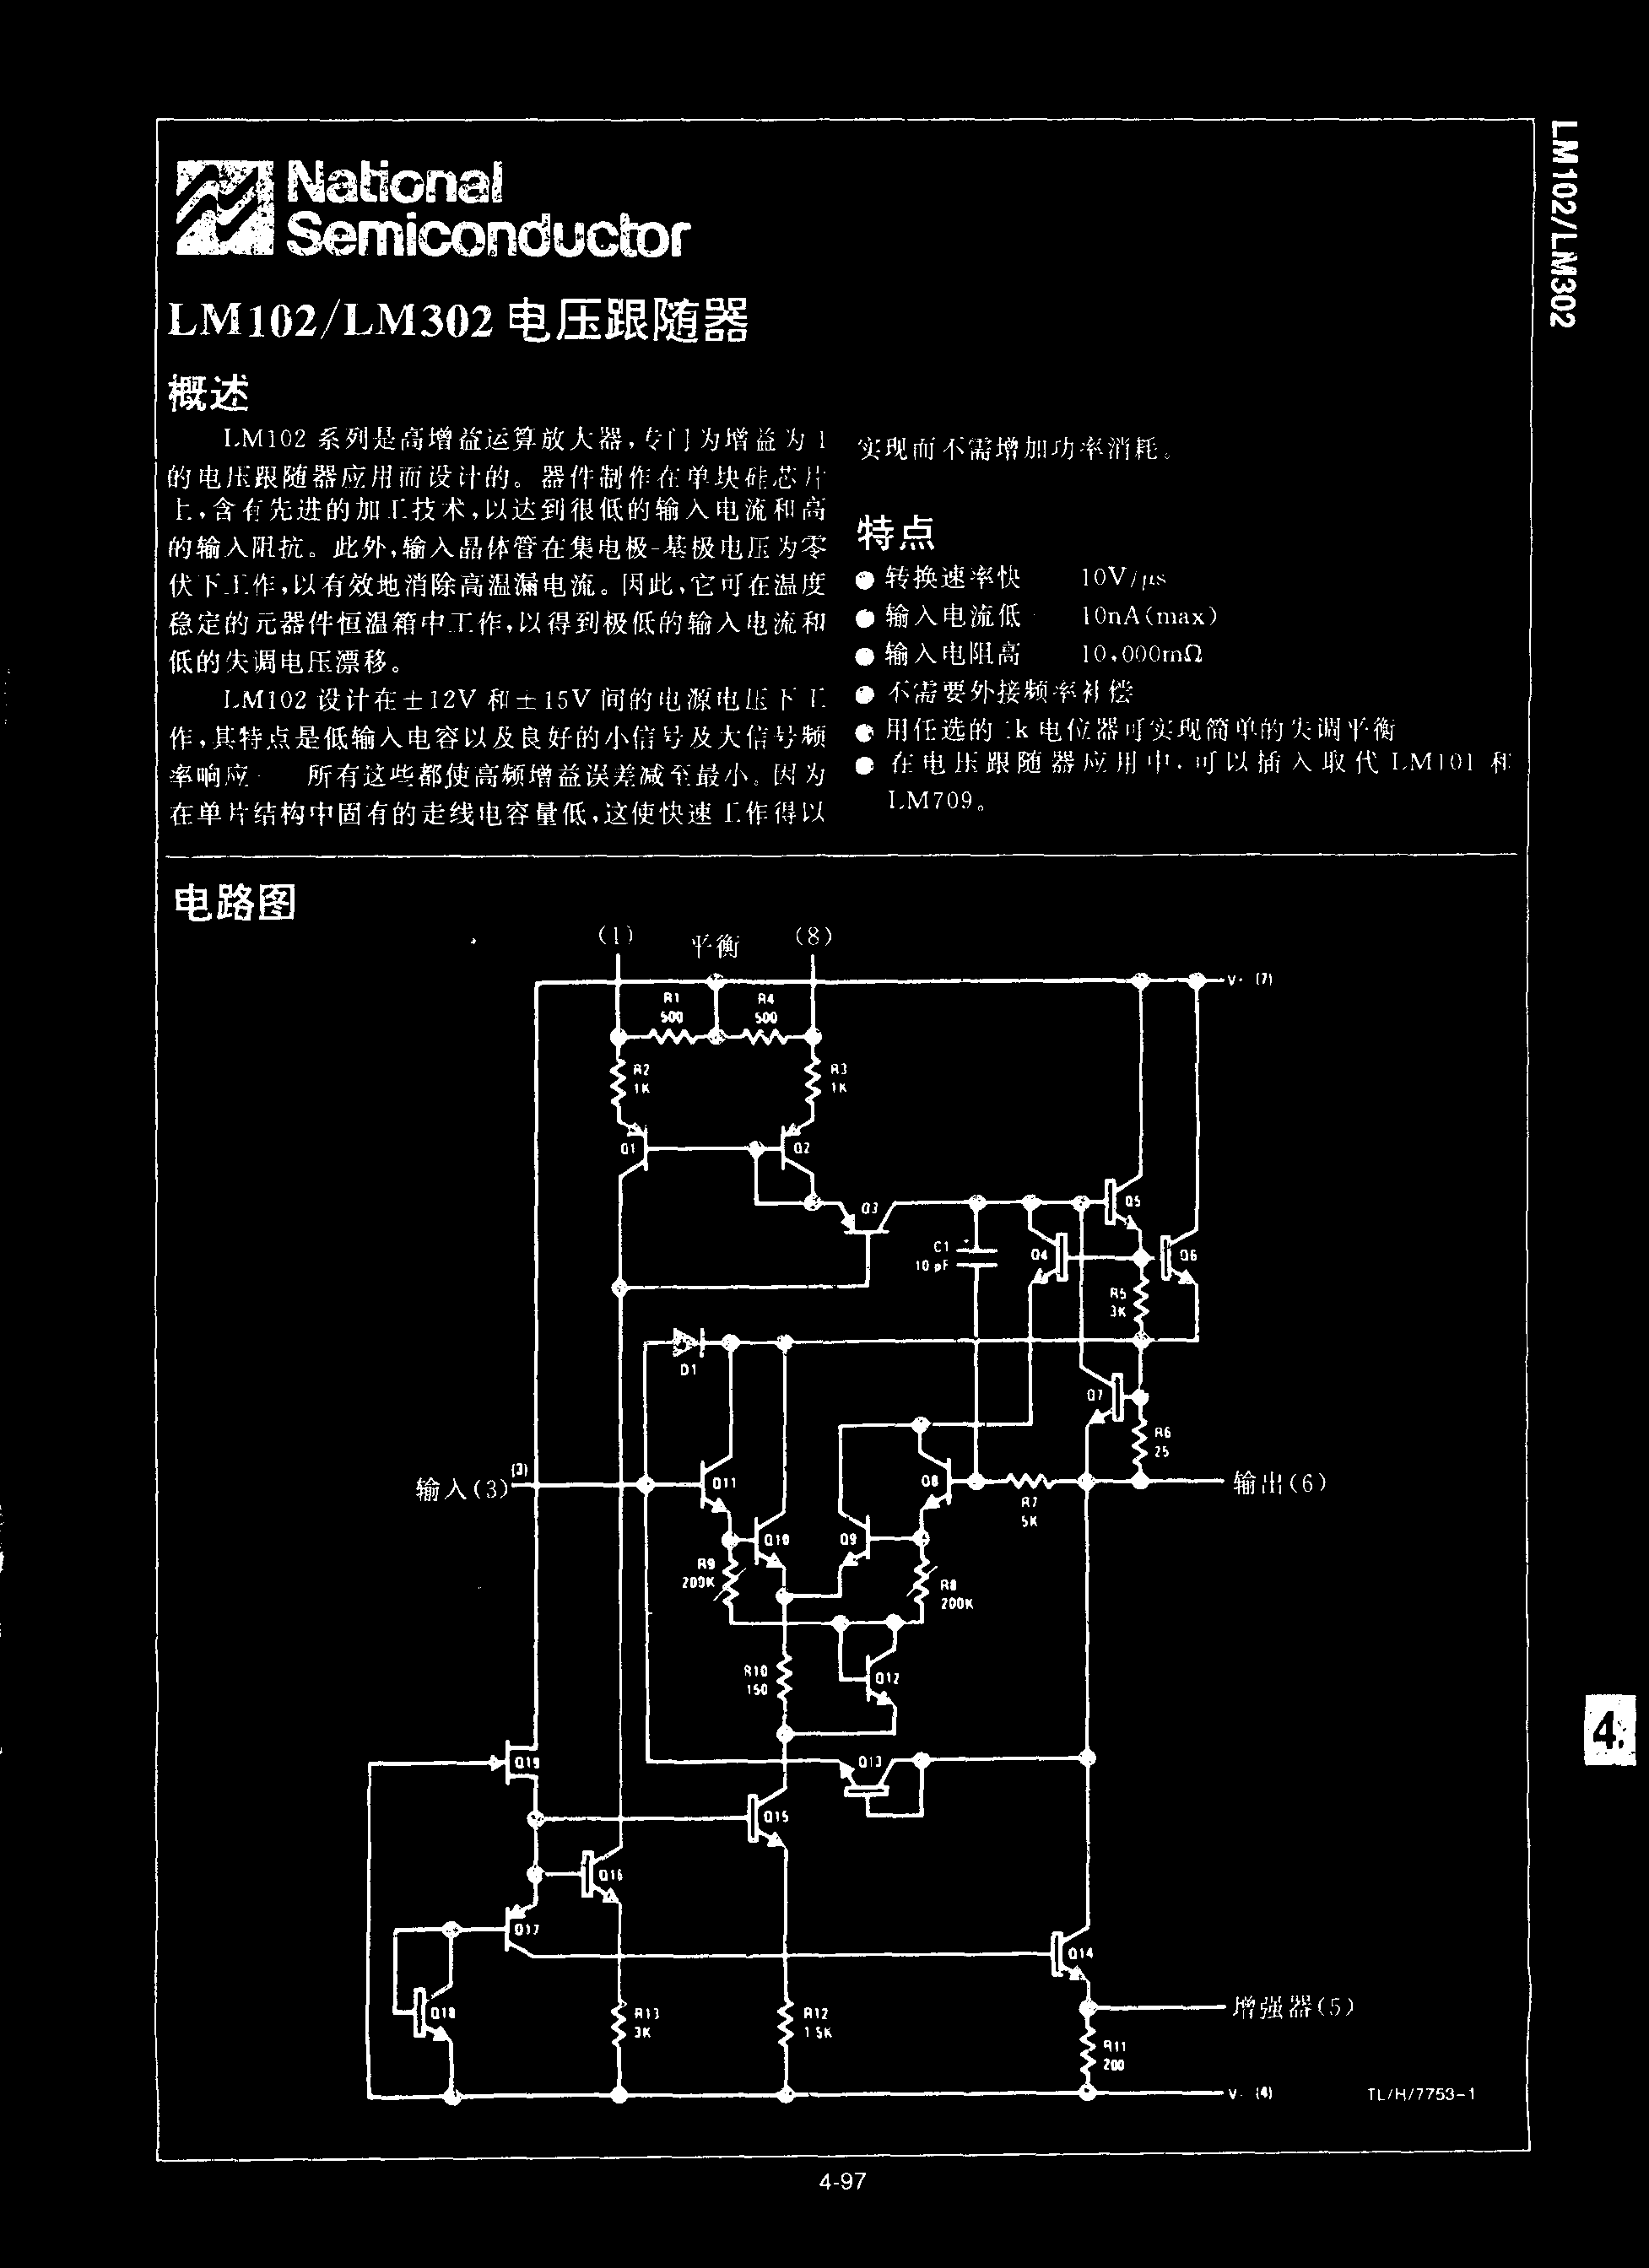 National
Semiconductor
LM102/LM302
LM102/LM302 电压跟随器
概述
LM102 系列是高增益运算放大器,专门为增益为 1
的电压跟随器应用而设计的。器件制作在单块硅芯片
上,含有先进的加工技术,以达到很低的输入电流和高
的输入阻抗。此外,输入晶体管在集电极-基极电压为零
伏下工作,以有效地消除高温漏电流。因此,它可在温度
稳定的元器件恒温箱中工作,以得到极低的输入电流和
低的失调电压漂移。
LM102 设计在±12V 和±15V 间的电源电压下工
作,其特点是低输入电容以及良好的小信号及大信号频
率响应 所有这些都使高频增益误差减至最小。因为
在单片结构中固有的走线电容量低,这使快速工作得以
实现而不需增加功率消耗。
特点
● 转换速率快 10V/μs
● 输入电流低 10nA(max)
● 输入电阻高 10,000mΩ
● 不需要外接频率补偿
● 用任选的 k 电位器可实现简单的失调平衡
● 在电压跟随器应用中,可以插入取代 LM101 和
LM709。
电路图
(1) 平衡 (8)
V+ (7)
R1
500
R4
500
R2
1K
R3
1K
Q1
Q2
Q3
Q5
C1
10 pF
Q4
Q6
R5
3K
D1
Q7
R6
25
输入(3)
(3)
Q11
Q8
R7
5K
输出(6)
Q10
Q9
R9
200K
R8
200K
R10
150
Q12
Q19
Q13
Q15
Q16
Q17
Q14
Q18
R13
3K
R12
1 5K
增强器(5)
R11
200
V- (4)
TL/H/7753-1
4
4-97